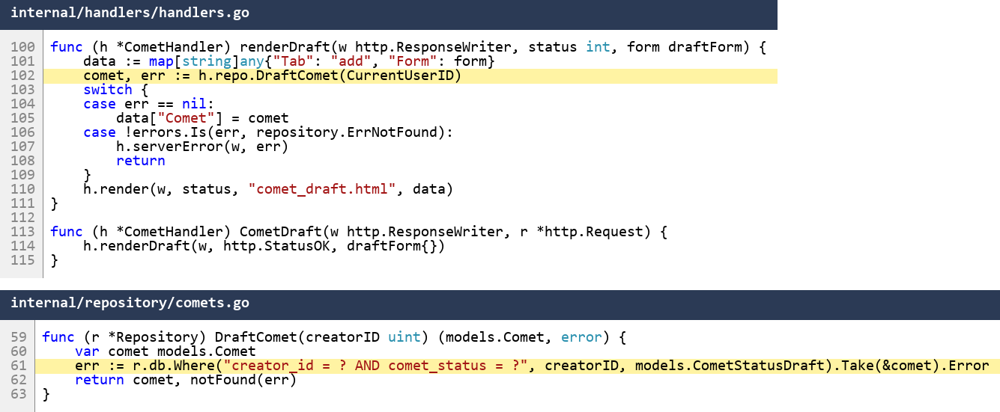 internal/handlers/handlers.go
100 func (h *CometHandler) renderDraft(w http.ResponseWriter, status int, form draftForm) {
101     data := map[string]any{"Tab": "add", "Form": form}
102     comet, err := h.repo.DraftComet(CurrentUserID)
103     switch {
104     case err == nil:
105         data["Comet"] = comet
106     case !errors.Is(err, repository.ErrNotFound):
107         h.serverError(w, err)
108         return
109     }
110     h.render(w, status, "comet_draft.html", data)
111 }
112
113 func (h *CometHandler) CometDraft(w http.ResponseWriter, r *http.Request) {
114     h.renderDraft(w, http.StatusOK, draftForm{})
115 }
internal/repository/comets.go
59 func (r *Repository) DraftComet(creatorID uint) (models.Comet, error) {
60     var comet models.Comet
61     err := r.db.Where("creator_id = ? AND comet_status = ?", creatorID, models.CometStatusDraft).Take(&comet).Error
62     return comet, notFound(err)
63 }